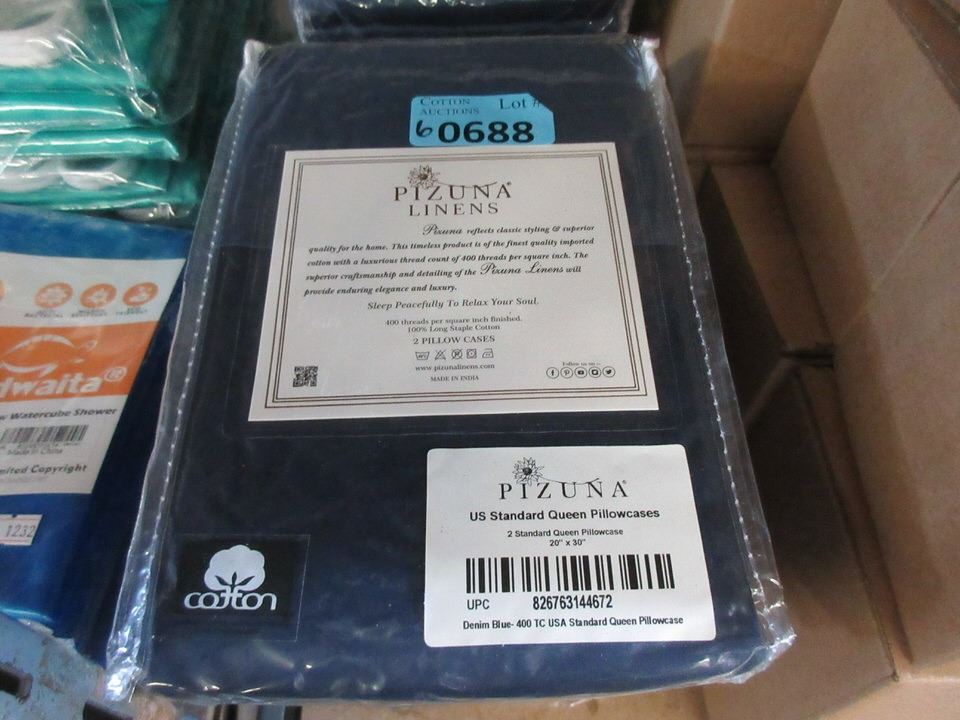 COTTON
AUCTIONS
Lot #
6 0688
PIZUNA®
LINENS
Pizuna reflects classic styling & superior
quality for the home. This timeless product is of the finest quality imported
cotton with a luxurious thread count of 400 threads per square inch. The
superior craftsmanship and detailing of the Pizuna Linens will
provide enduring elegance and luxury.
Sleep Peacefully To Relax Your Soul.
400 threads per square inch finished.
100% Long Staple Cotton
2 PILLOW CASES
www.pizunalinens.com
MADE IN INDIA
Follow us on
PIZUNA®
US Standard Queen Pillowcases
2 Standard Queen Pillowcase
20" x 30"
UPC 826763144672
Denim Blue- 400 TC USA Standard Queen Pillowcase
cotton
dwaita®
Watercube Shower
Made in China
Copyright
1232